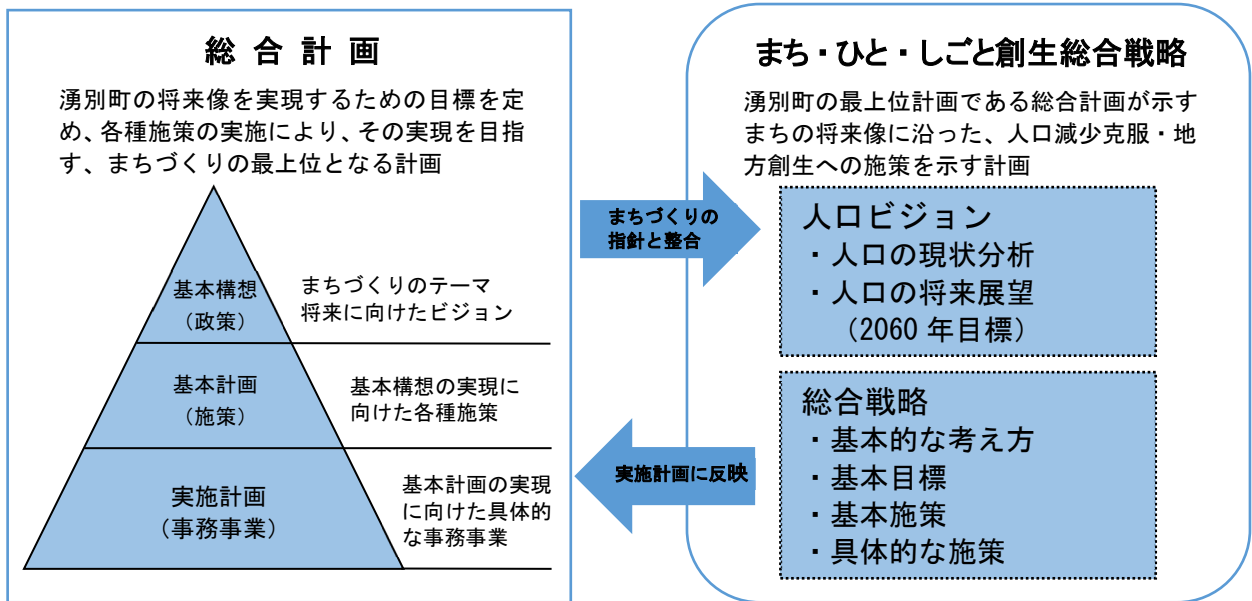 総合計画
湧別町の将来像を実現するための目標を定
め、各種施策の実施により、その実現を目指
す、まちづくりの最上位となる計画
基本構想
（政策）
まちづくりのテーマ
将来に向けたビジョン
基本計画
（施策）
基本構想の実現に
向けた各種施策
実施計画
（事務事業）
基本計画の実現
に向けた具体的
な事務事業
まちづくりの
指針と整合
実施計画に反映
まち・ひと・しごと創生総合戦略
湧別町の最上位計画である総合計画が示す
まちの将来像に沿った、人口減少克服・地
方創生への施策を示す計画
人口ビジョン
・人口の現状分析
・人口の将来展望
（2060年目標）
総合戦略
・基本的な考え方
・基本目標
・基本施策
・具体的な施策